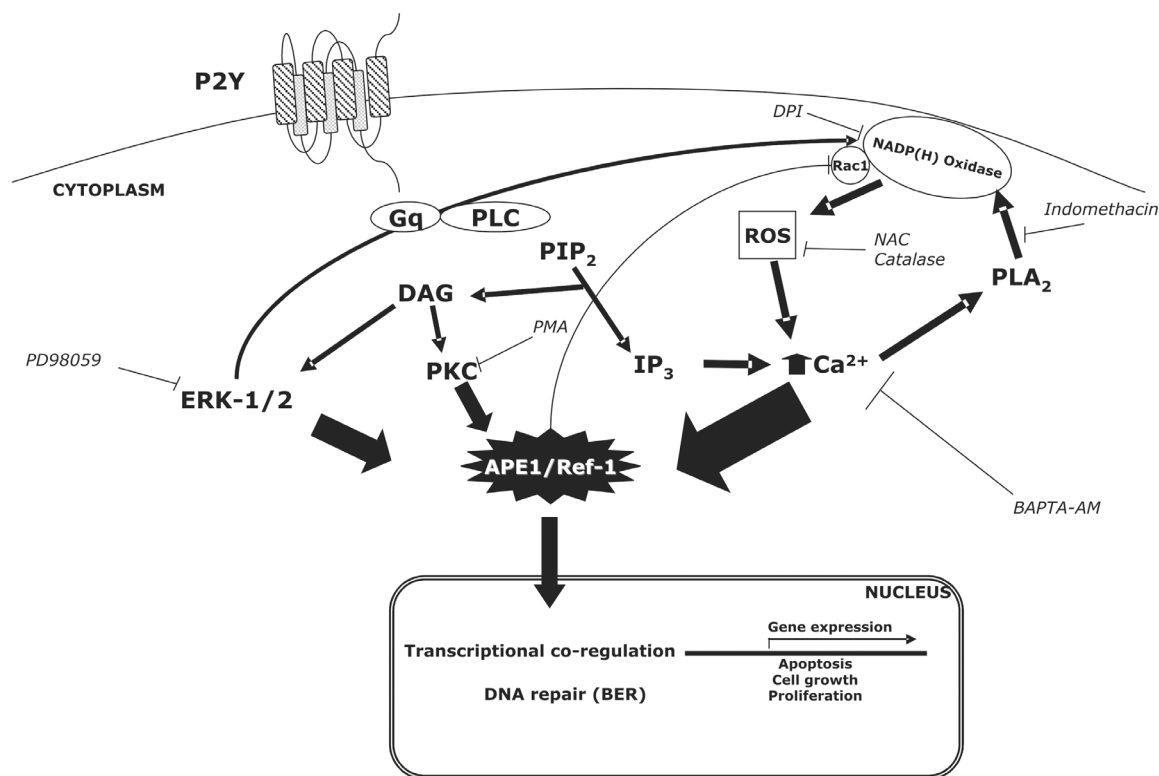 P2Y
DPI
CYTOPLASM
Rac1
NADP(H) Oxidase
Gq
PLC
Indomethacin
ROS
NAC
Catalase
PIP₂
PLA₂
DAG
PMA
PD98059
PKC
IP₃
Ca²⁺
ERK-1/2
APE1/Ref-1
BAPTA-AM
NUCLEUS
Gene expression
Transcriptional co-regulation
Apoptosis
Cell growth
Proliferation
DNA repair (BER)